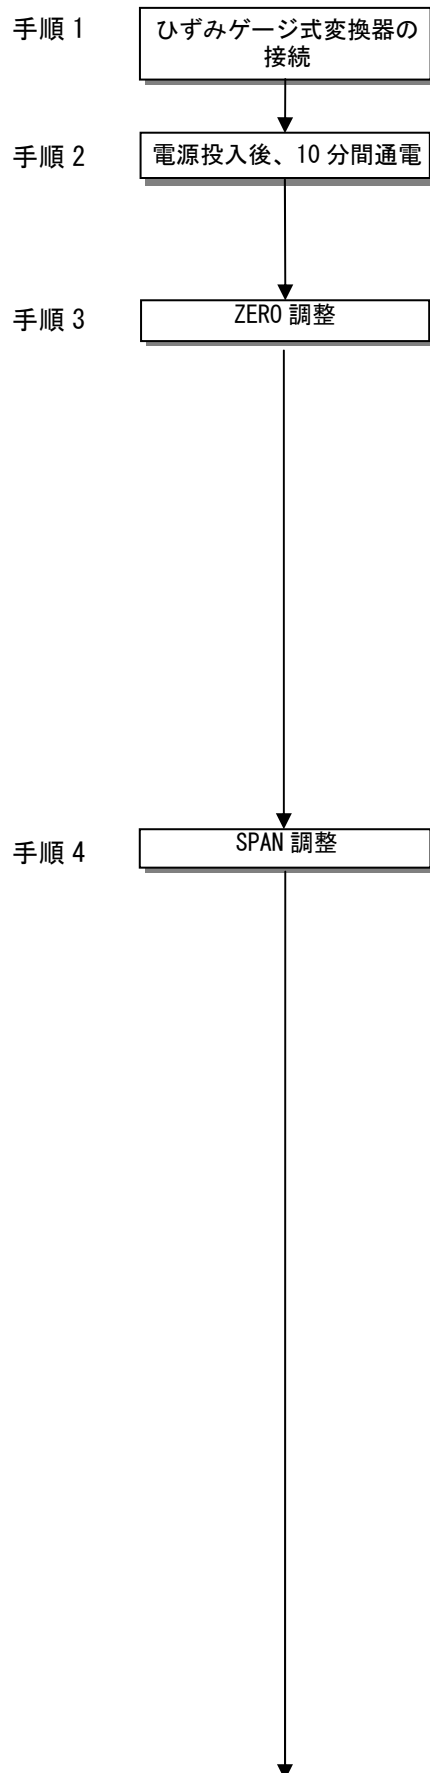 手順 1
ひずみゲージ式変換器の
接続
手順 2
電源投入後、10 分間通電
手順 3
ZERO 調整
手順 4
SPAN 調整